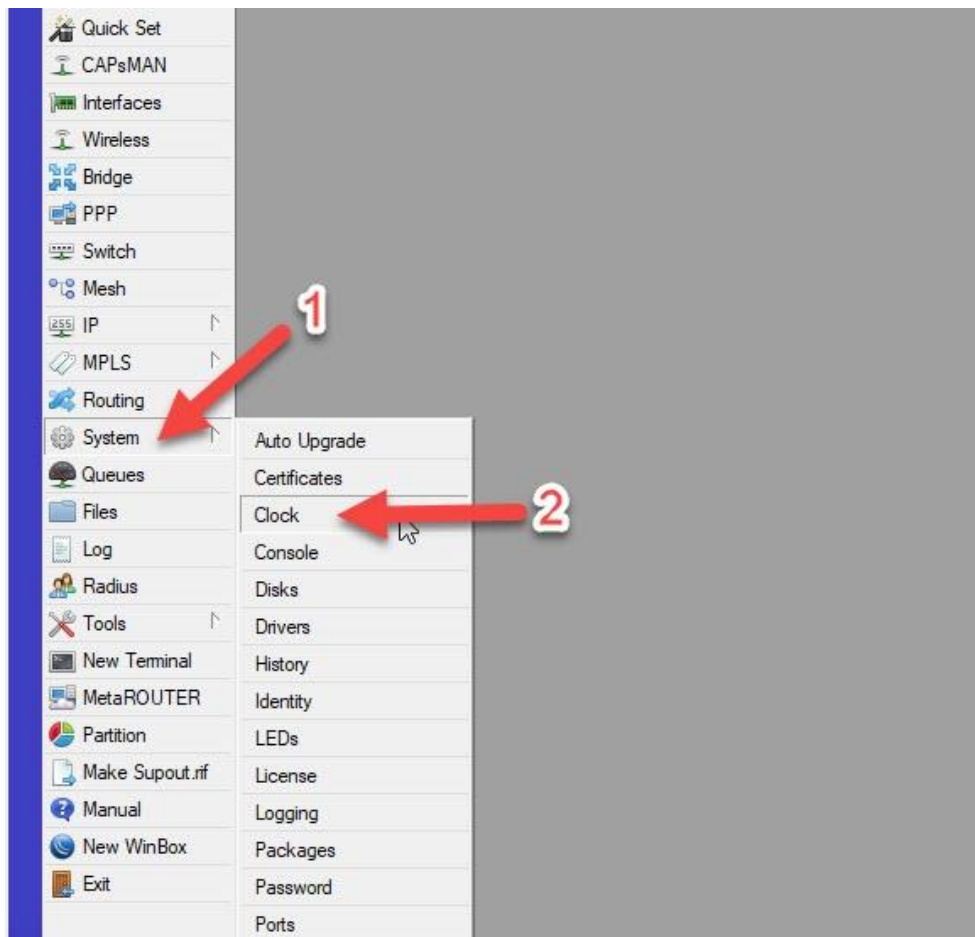 Quick Set
CAPsMAN
Interfaces
Wireless
Bridge
PPP
Switch
Mesh
255 IP
MPLS
Routing
System
Queues
Files
Log
Radius
Tools
New Terminal
MetaROUTER
Partition
Make Supout.rif
Manual
New WinBox
Exit
1
Auto Upgrade
Certificates
Clock
2
Console
Disks
Drivers
History
Identity
LEDs
License
Logging
Packages
Password
Ports